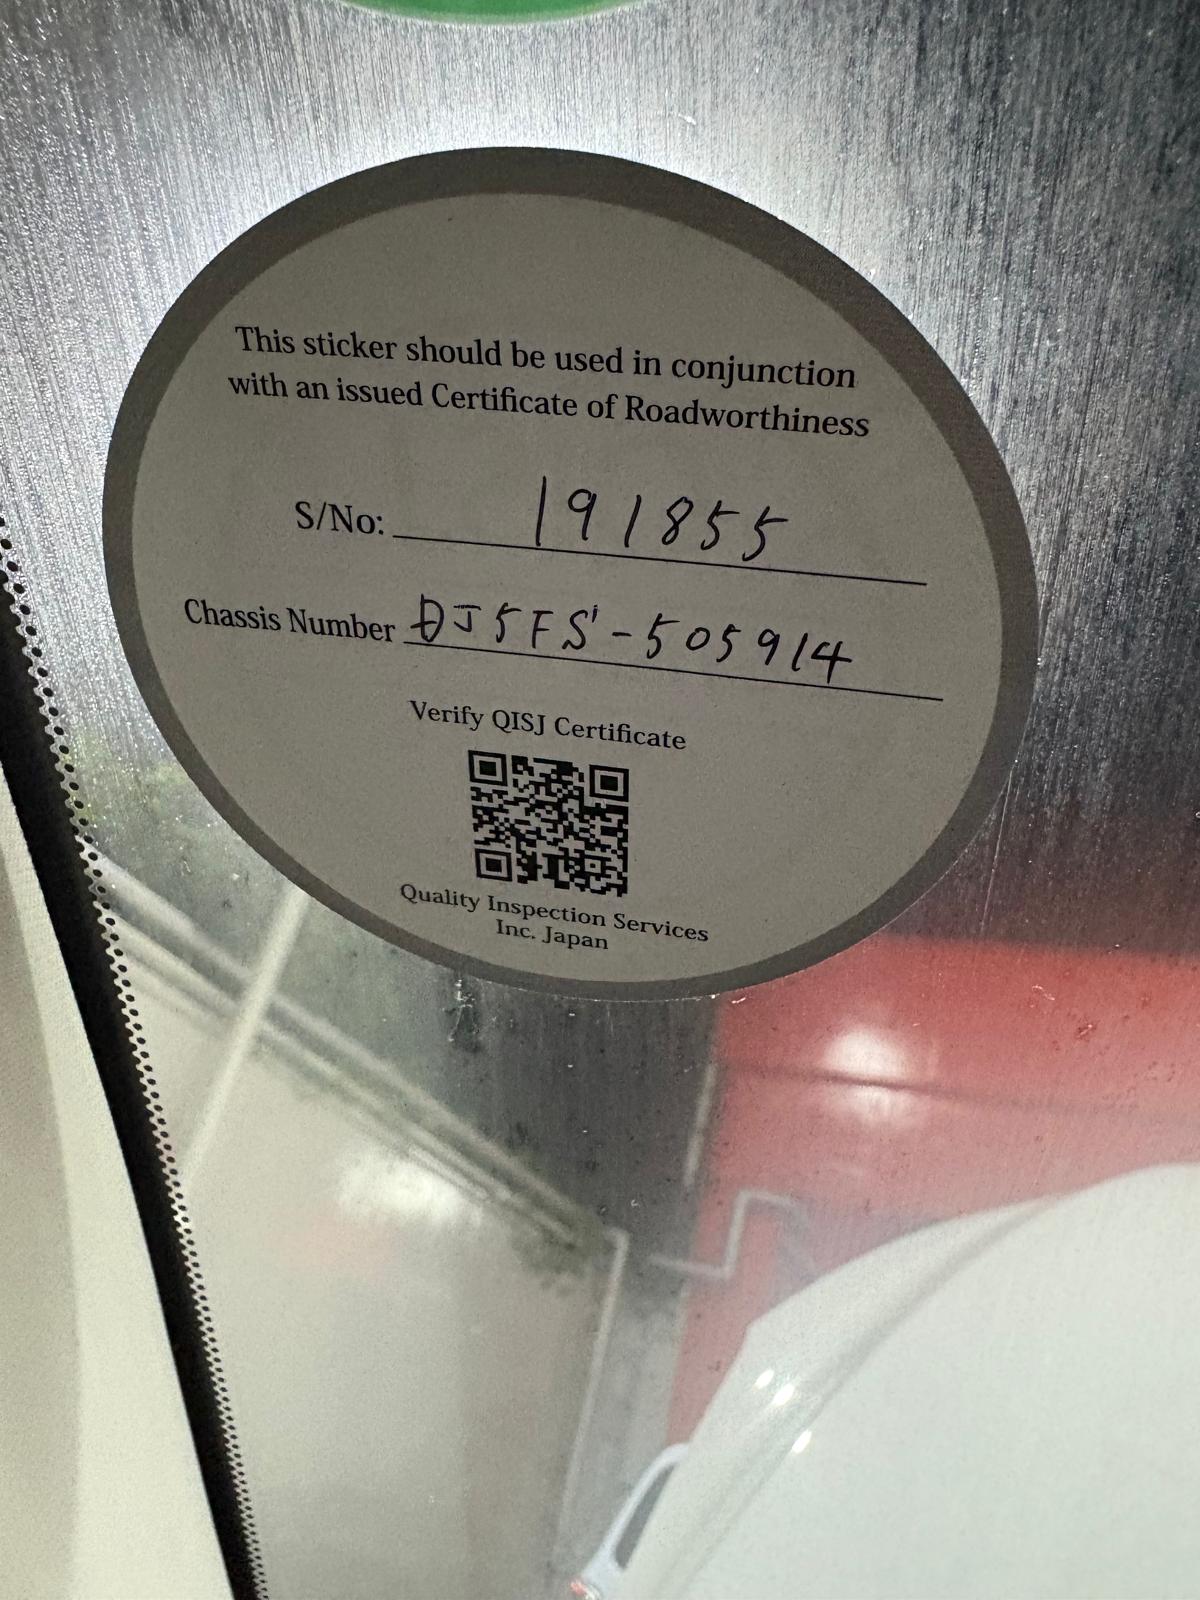 This sticker should be used in conjunction
with an issued Certificate of Roadworthiness
S/No: 191855
Chassis Number DJ5FS-505914
Verify QISJ Certificate
Quality Inspection Services
Inc. Japan